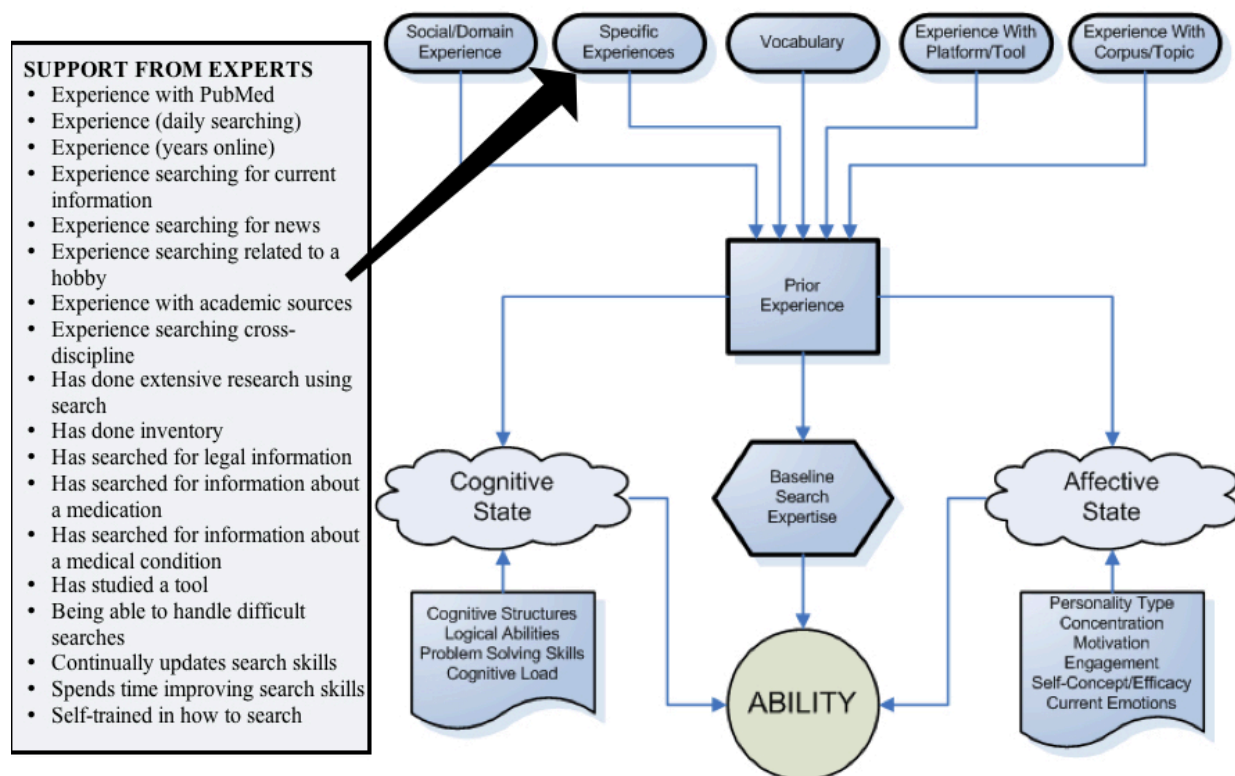 SUPPORT FROM EXPERTS
• Experience with PubMed
• Experience (daily searching)
• Experience (years online)
• Experience searching for current
information
• Experience searching for news
• Experience searching related to a
hobby
• Experience with academic sources
• Experience searching cross-
discipline
• Has done extensive research using
search
• Has done inventory
• Has searched for legal information
• Has searched for information about
a medication
• Has searched for information about
a medical condition
• Has studied a tool
• Being able to handle difficult
searches
• Continually updates search skills
• Spends time improving search skills
• Self-trained in how to search
Social/Domain
Experience
Specific
Experiences
Vocabulary
Experience With
Platform/Tool
Experience With
Corpus/Topic
Prior
Experience
Cognitive
State
Baseline
Search
Expertise
Affective
State
Cognitive Structures
Logical Abilities
Problem Solving Skills
Cognitive Load
ABILITY
Personality Type
Concentration
Motivation
Engagement
Self-Concept/Efficacy
Current Emotions